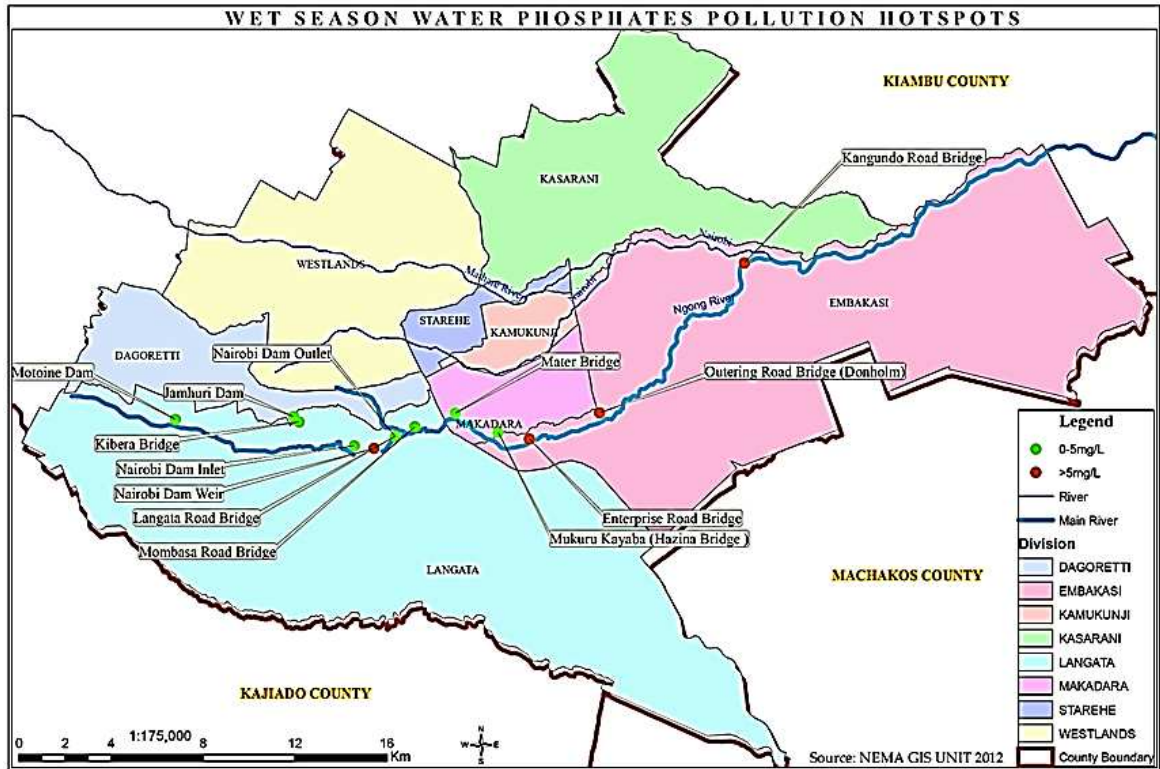 WET SEASON WATER PHOSPHATES POLLUTION HOTSPOTS
KIAMBU COUNTY
Kangundo Road Bridge
KASARANI
Nairobi
WESTLANDS
Mathare River
Nairobi
Ngong River
EMBAKASI
STAREHE
KAMUKUNJI
DAGORETTI
Nairobi Dam Outlet
Mater Bridge
Motoine Dam
Outering Road Bridge (Donholm)
Jamhuri Dam
MAKADARA
Kibera Bridge
Nairobi Dam Inlet
Nairobi Dam Weir
Langata Road Bridge
Enterprise Road Bridge
Mombasa Road Bridge
Mukuru Kayaba (Hazina Bridge )
LANGATA
MACHAKOS COUNTY
KAJIADO COUNTY
Legend
0-5mg/L
>5mg/L
River
Main River
Division
DAGORETTI
EMBAKASI
KAMUKUNJI
KASARANI
LANGATA
MAKADARA
STAREHE
WESTLANDS
County Boundary
1:175,000
0 2 4 8 12 16
Km
N
W E
S
Source: NEMA GIS UNIT 2012